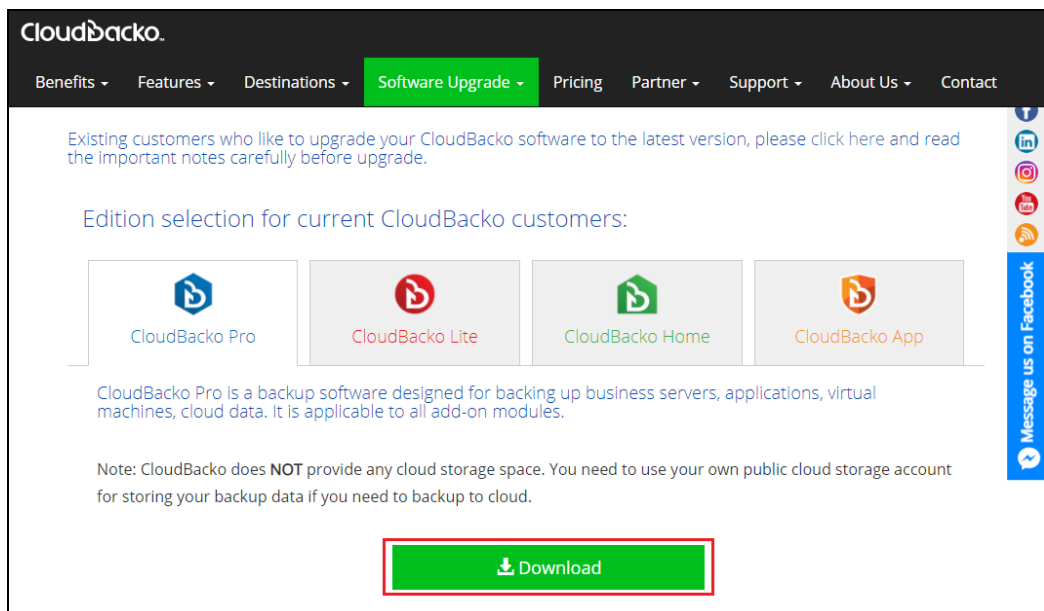 CloudBacko
Benefits Features Destinations Software Upgrade Pricing Partner Support About Us Contact
Existing customers who like to upgrade your CloudBacko software to the latest version, please click here and read
the important notes carefully before upgrade.
Edition selection for current CloudBacko customers:
CloudBacko Pro CloudBacko Lite CloudBacko Home CloudBacko App
CloudBacko Pro is a backup software designed for backing up business servers, applications, virtual
machines, cloud data. It is applicable to all add-on modules.
Note: CloudBacko does NOT provide any cloud storage space. You need to use your own public cloud storage account
for storing your backup data if you need to backup to cloud.
Download
You
Tube
Message us on Facebook